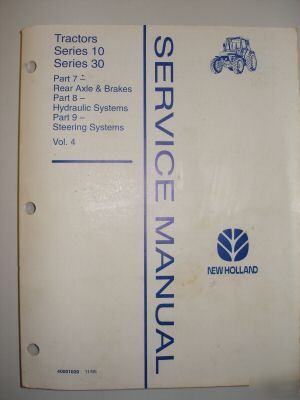 Tractors
Series 10
Series 30
Part 7 –
Rear Axle & Brakes
Part 8 –
Hydraulic Systems
Part 9 –
Steering Systems
Vol. 4
SERVICE MANUAL
NEW HOLLAND